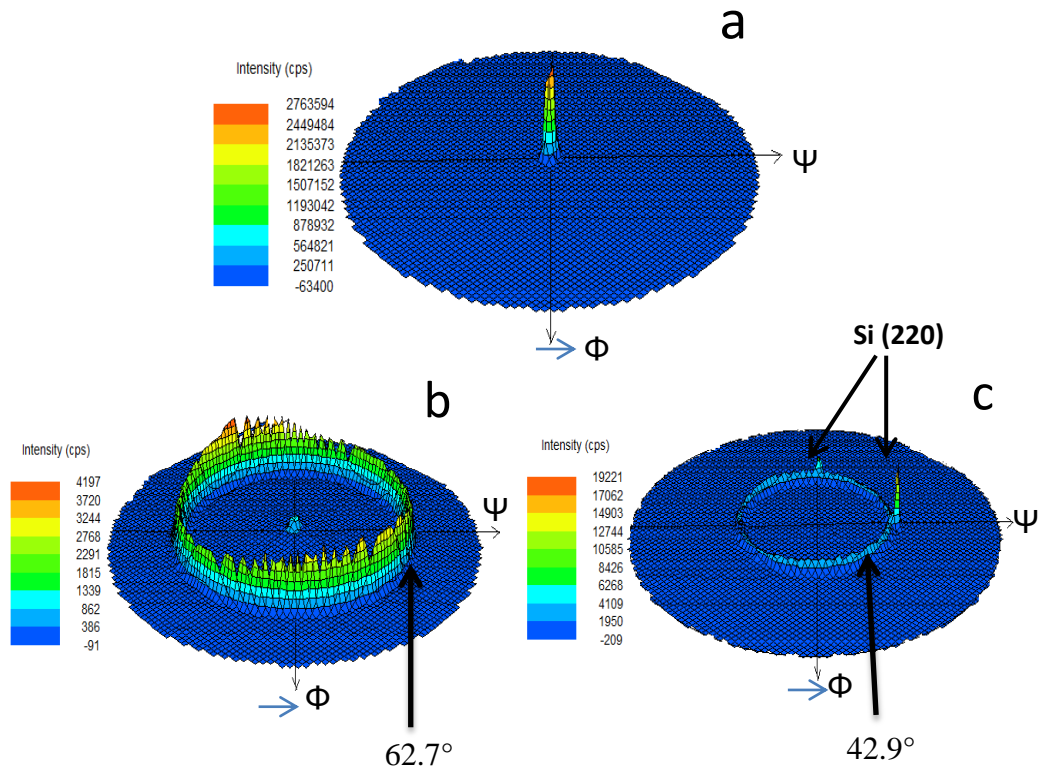 a
Intensity (cps)
2763594
2449484
2135373
1821263
1507152
1193042
878932
564821
250711
-63400
Ψ
Φ
Si (220)
b
c
Intensity (cps)
4197
3720
3244
2768
2291
1815
1339
862
386
-91
Ψ
Φ
62.7°
Intensity (cps)
19221
17062
14903
12744
10585
8426
6268
4109
1950
-209
Ψ
Φ
42.9°